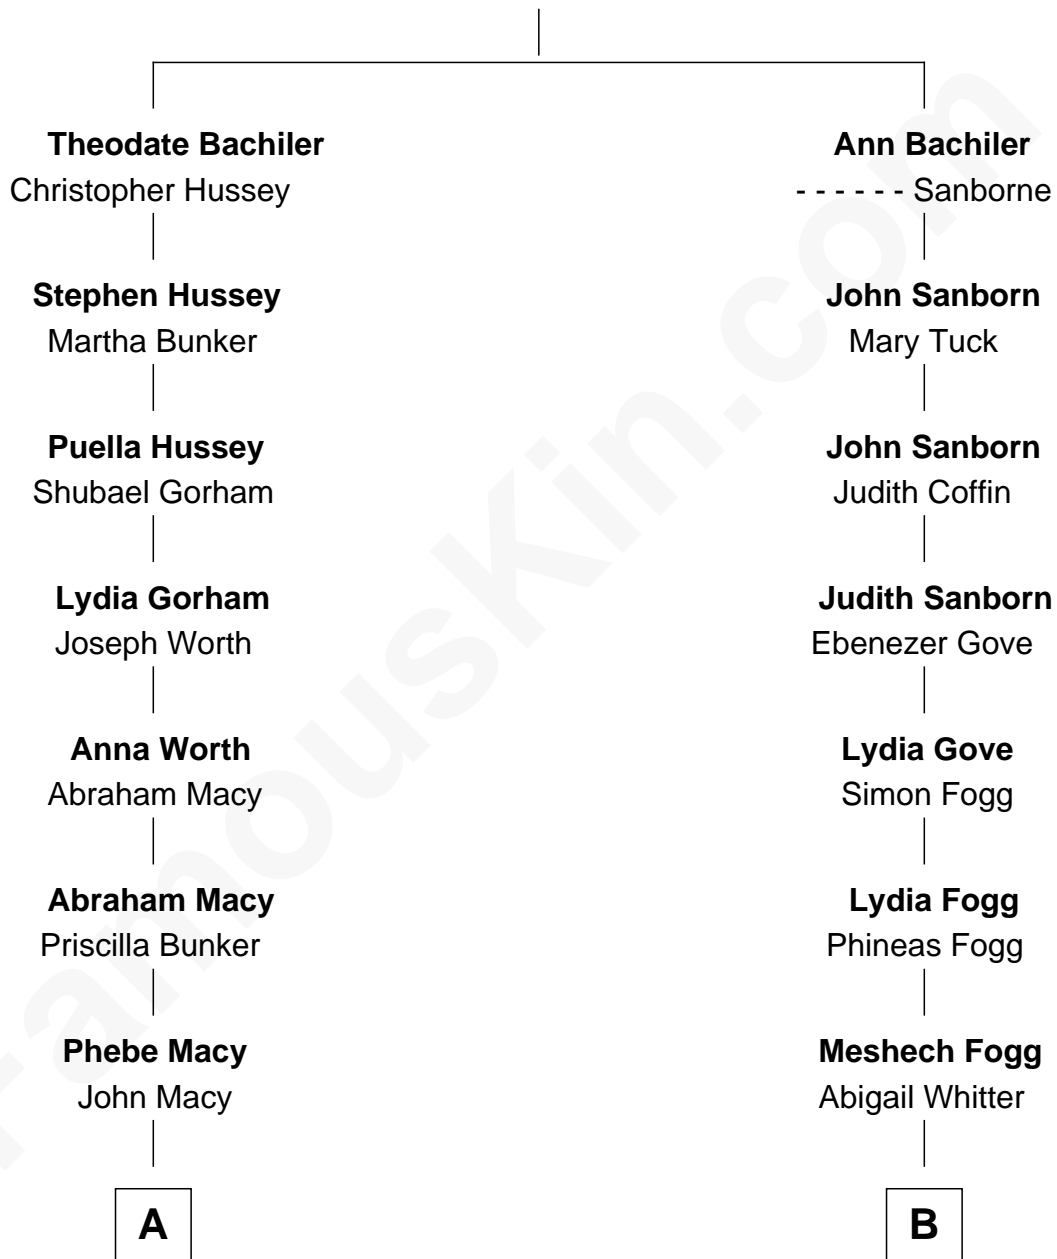 Theodate Bachiler
Christopher Hussey
Stephen Hussey
Martha Bunker
Puella Hussey
Shubael Gorham
Lydia Gorham
Joseph Worth
Anna Worth
Abraham Macy
Abraham Macy
Priscilla Bunker
Phebe Macy
John Macy
A
Ann Bachiler
- - - - - - Sanborne
John Sanborn
Mary Tuck
John Sanborn
Judith Coffin
Judith Sanborn
Ebenezer Gove
Lydia Gove
Simon Fogg
Lydia Fogg
Phineas Fogg
Meshech Fogg
Abigail Whitter
B
FamousKin.com